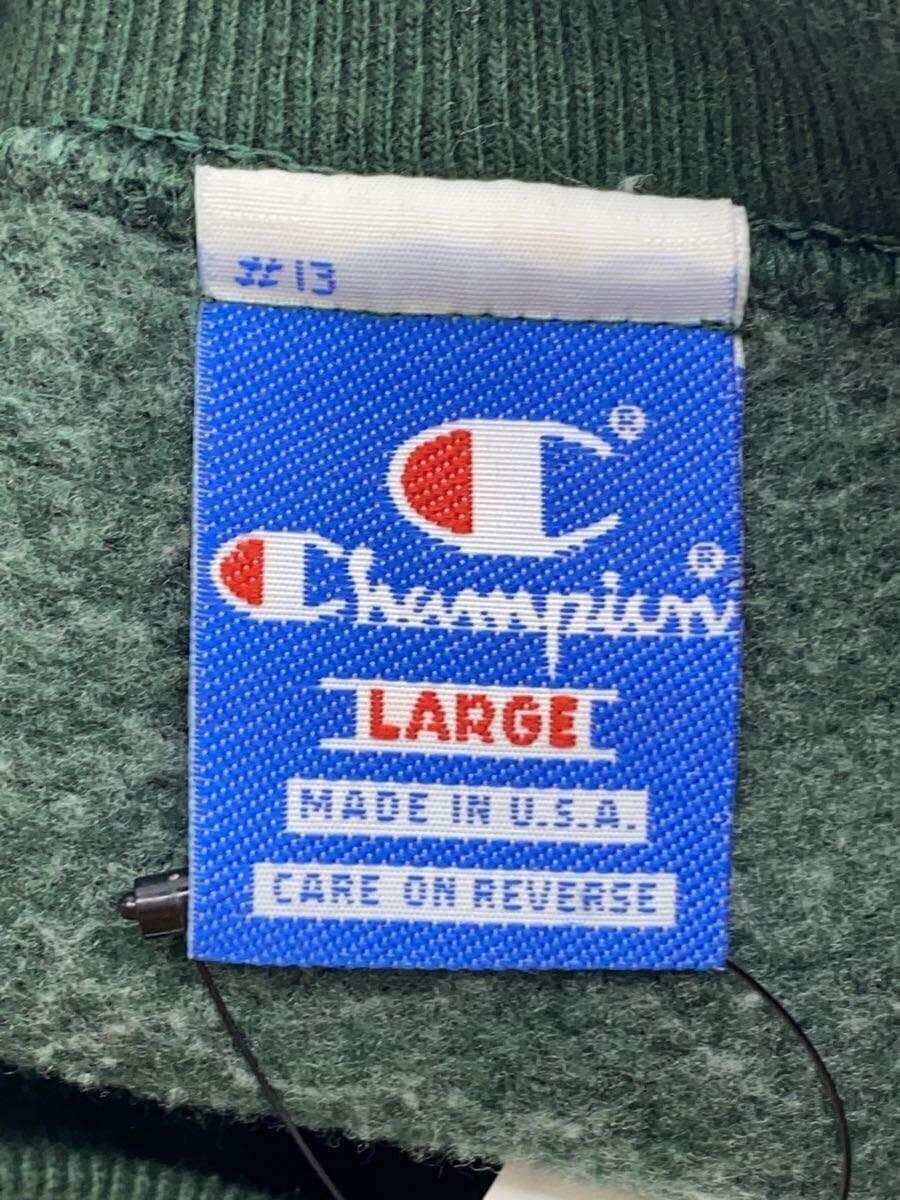 #13
C®
Champion®
LARGE
MADE IN U.S.A.
CARE ON REVERSE